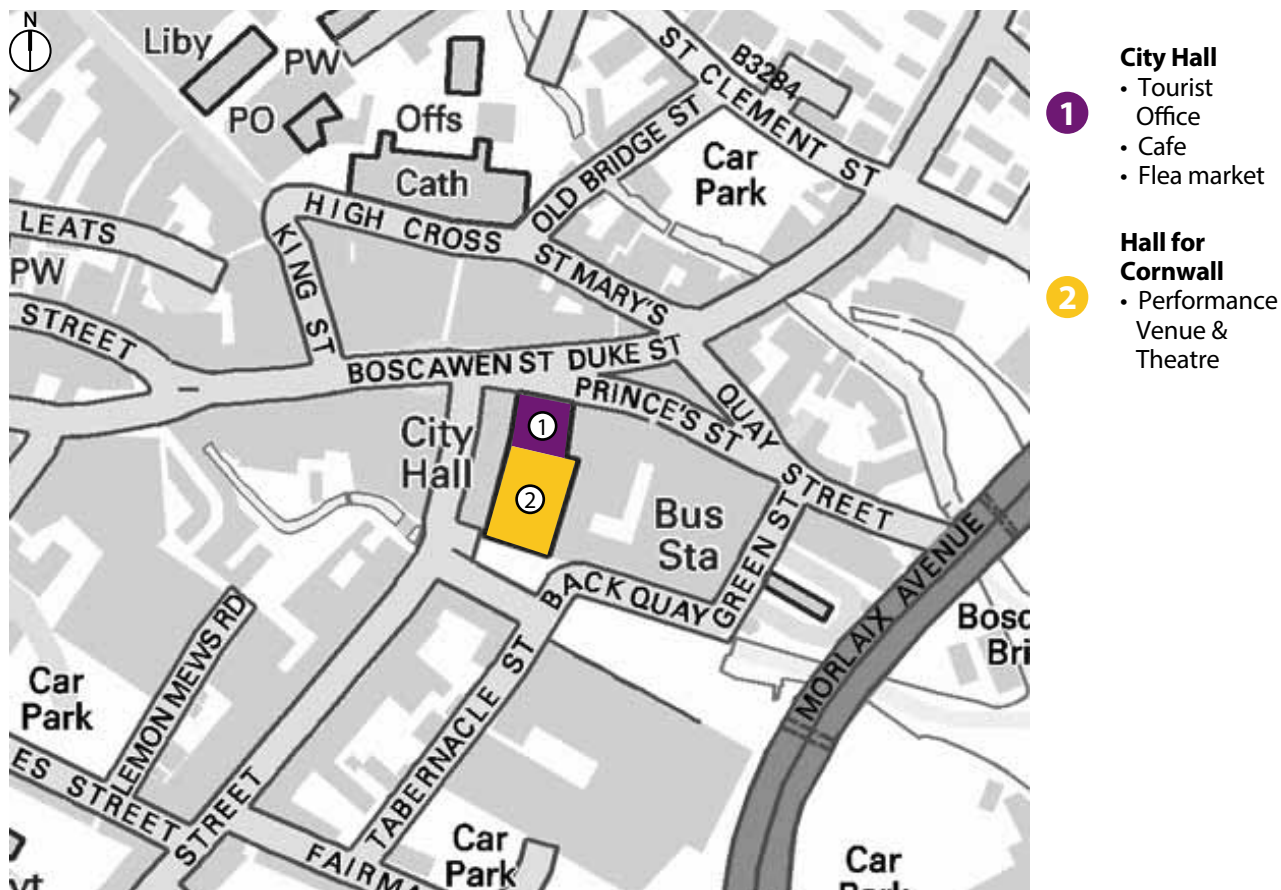 N
Liby
PW
PO
Offs
Cath
ST CLEMENT ST
B3284
OLD BRIDGE ST
Car
Park
HIGH CROSS
LEATS
PW
KING ST
ST MARY'S
STREET
BOSCAWEN ST
DUKE ST
PRINCE'S ST
QUAY STREET
City
Hall
1
2
Bus
Sta
GREEN ST
BACK QUAY
MORLAIX AVENUE
Bosc
Bri
LEMON MEWS RD
TABERNACLE ST
Car
Park
ES STREET
STREET
FAIRMA
Car
Park
Car
Park
yt
1
City Hall
• Tourist
Office
• Cafe
• Flea market
2
Hall for
Cornwall
• Performance
Venue &
Theatre